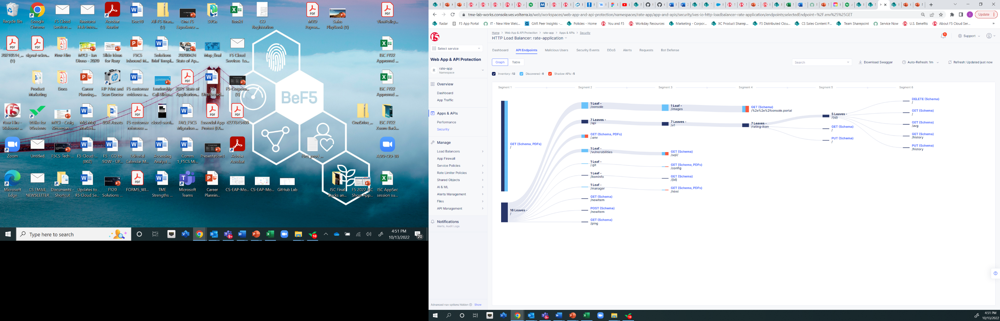 Recycle Bin
Google
Chrome
F5 Cloud
Services ...
Resource
Hub Intro...
Acrobat
Reader
Doc10
All-F5-Bran...
(1)
One F5
Experience ...
SVGs
Book1
CO
Registration
MVD
Payme...
Sales
PlayBook (1)
ViewPolicy...
20210514_...
(1)
signal-scien...
New Hire
MYCI - Ian
Dinno - 2020
Slide Ideas
for Roxy
F5CS
Inbound M...
Solutions
Brief Templ...
20200424
State of Ap...
Map_final
F5 Cloud
Services Lo...
ISC FY22
Approved ...
Product
Marketing
Docs
Career
Planning...
HP Print and
Scan Doctor
F5 customer
evidence a...
Leadership
Call Slides...
2021 State of
Application...
F5
Distributed...
F5-Corpora...
(1)
BeF5
ISC FY22
Approved ...
New Hire -
Welcome ...
Wrike for
Windows
MYCI - Craig
Kitterman...
Mid May
Marketi...
BDR Assets
F5 customer
reference ...
cloud-servi...
FAQ_F5CS
Migration ...
Essential App
Protect (EA...
4277615409
OneDrive_...
ISC FY22
Zoom Back...
Zoom
Untitled
F5CS-Tech-...
F5-Cloud-...
(002)
F5 - CO to
SOW - UP...
Editorial
Calendar M...
Accessing
Analyst ...
Comm
1_F5CS Mi...
Presentation3
Adobe
Acrobat
f5cs_prod_...
ADD-OD-30
Microsoft
Edge
CS EMAIL
NEWSLETTER
Documents -
Shortcut
Updates to
F5 Cloud Se...
FY20
Solutions ...
FORMS_WI...
TME
Strengths ...
Microsoft
Teams
Career
Plannin...
CS-EAP-Mo...
CS-EAP-Mo...
GitHub Lab
ISC Final
Decks an...
F5 2022 ISC
Show App...
ISC AppSec
session su...
Type here to search
4:51 PM
10/13/2022
20
tme-lab-works.console.ves.volterra.io/web/workspaces/web-app-and-api-protection/namespaces/rate-app/app-and-apis/security/ves-io-http-loadbalancer-rate-application/endpoints;selectedEndpoint=%2F.env%25%25GET
Update
Radar
F5 App Portal
IT - New Hire Welc...
GAR Peer Insights -...
Policies - Home
You and F5
Workday Resources
Marketing - Corpor...
XC Product Sharep...
F5 Distributed Clou...
CS Sales Content P...
Team Sharepoint
Service Now
U.S. Benefits
About F5 Cloud Ser...
f5
Select service
Web App & API Protection
R
rate-app
Namespace
Overview
Dashboard
App Traffic
Apps & APIs
Performance
Security
Manage
Load Balancers
App Firewall
Service Policies
Rate Limiter Policies
Shared Objects
AI & ML
Alerts Management
Files
API Management
Notifications
Alerts, Audit Logs
Advanced nav options hidden
Show
Home > Web App & API Protection > rate-app > Apps & APIs > Security
HTTP Load Balancer: rate-application
Support
Dashboard
API Endpoints
Malicious Users
Security Events
DDoS
Alerts
Requests
Bot Defense
Graph
Table
Search
Download Swagger
Auto-Refresh: 1m
Refresh: Updated just now
Inventory : 12
Discovered : 6
Shadow APIs : 5
Segment 1
Segment 2
Segment 3
Segment 4
Segment 5
Segment 6
GET (Schema, PDFs)
/
16 Leaves -
/
1 Leaf -
/console
7 Leaves -
/api
GET (Schema, PDFs)
/.env
1 Leaf -
/vulnerabilities
1 Leaf -
/.git
1 Leaf -
/itemInfo
1 Leaf -
/manager
GET (Schema)
/newItem
POST (Schema)
/newItem
GET (Schema)
/ping
1 Leaf -
/images
7 Leaves -
/v1
GET (Schema)
/sqli/
GET (Schema, PDFs)
/config
GET (Schema)
/{id}
GET (Schema, PDFs)
/html
GET (Schema)
/%2e%2e%2fconsole.portal
7 Leaves -
/rating-item
5 Leaves -
/{id}
GET (Schema)
/
PUT (Schema)
/
DELETE (Schema)
/
GET (Schema)
/
GET (Schema)
/avg
GET (Schema)
/history
PUT (Schema)
/history
4:51 PM
10/13/2022